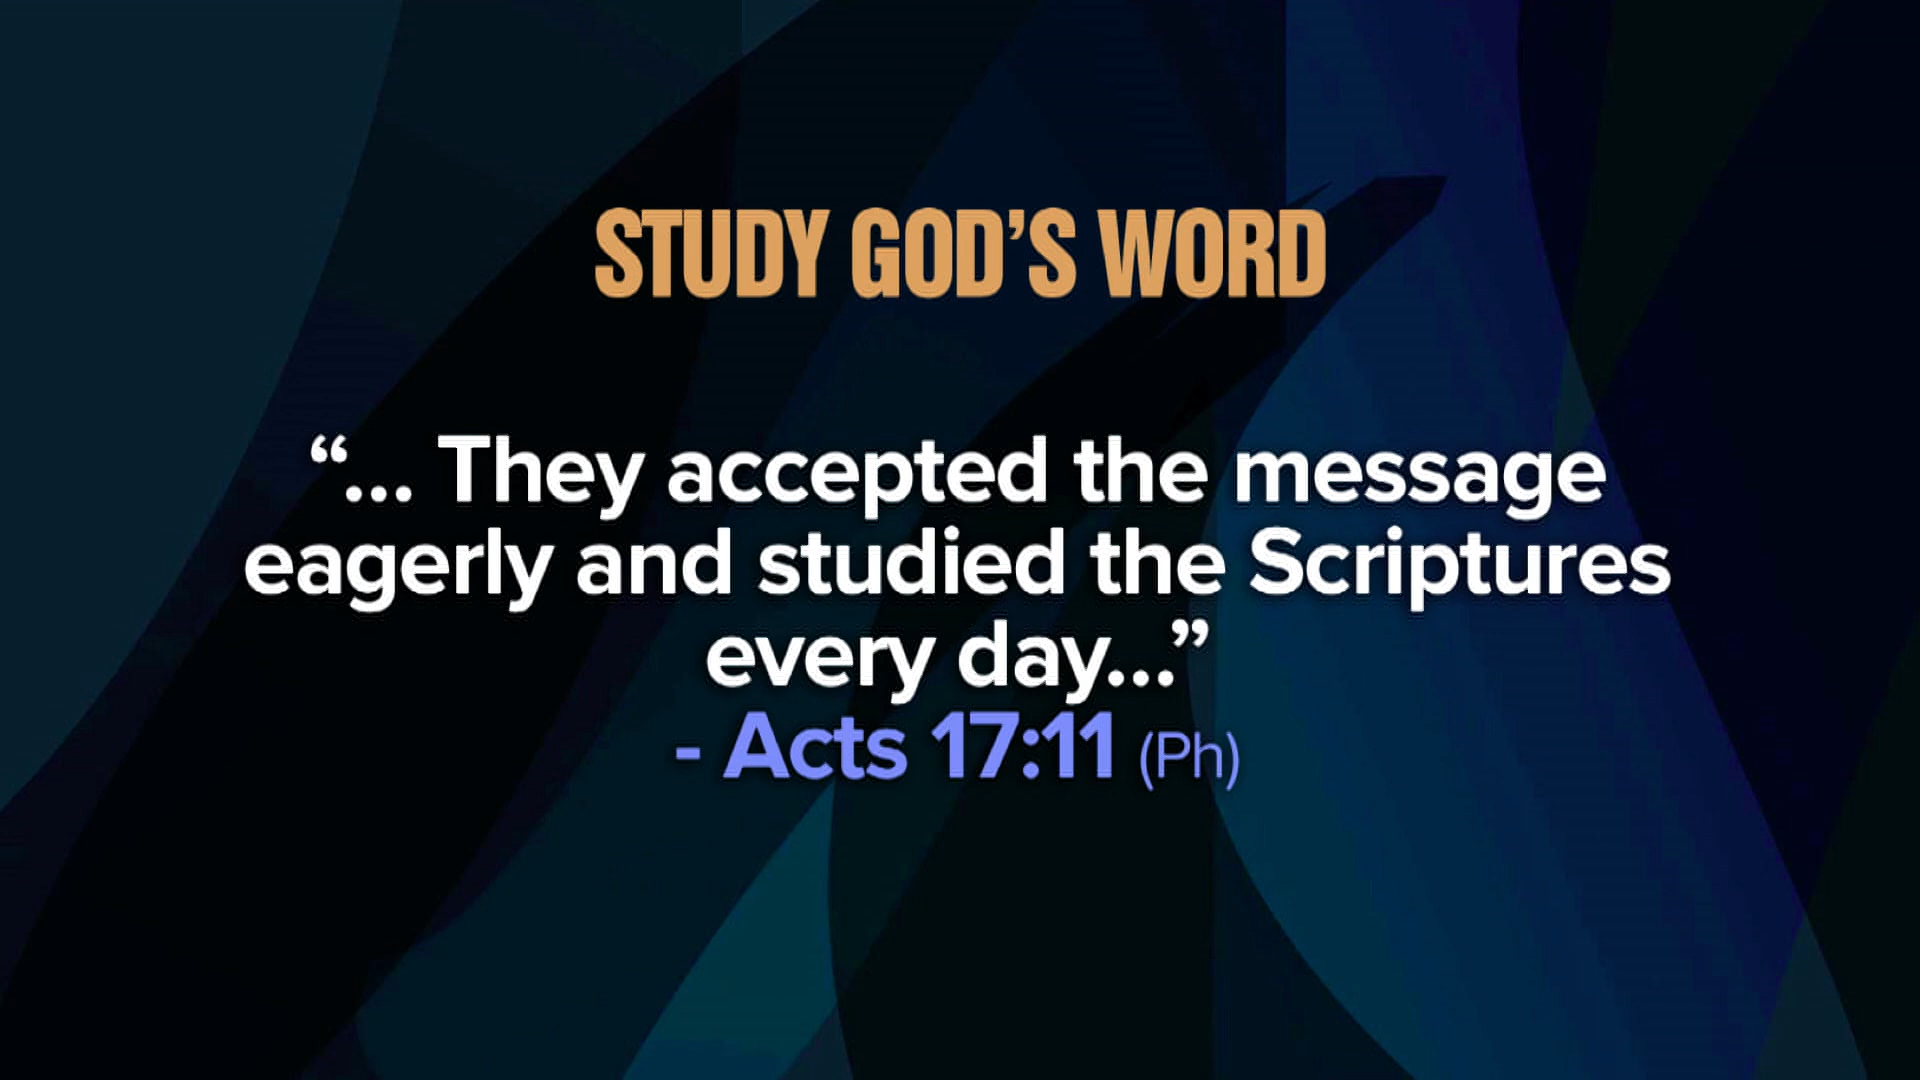 STUDY GOD’S WORD
“... They accepted the message
eagerly and studied the Scriptures
every day...”
- Acts 17:11 (Ph)